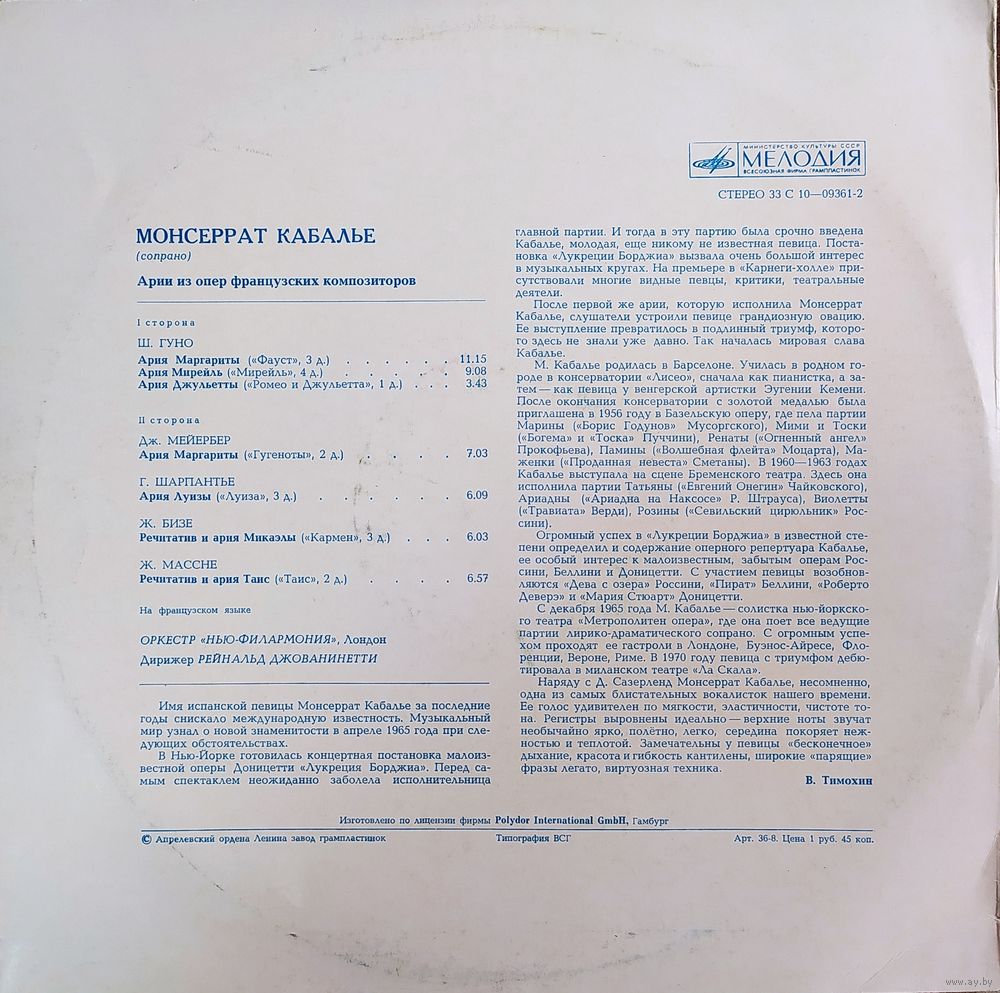 МИНИСТЕРСТВО КУЛЬТУРЫ СССР
МЕЛОДИЯ
ВСЕСОЮЗНАЯ ФИРМА ГРАМПЛАСТИНОК
СТЕРЕО 33 С 10—09361-2
МОНСЕРРАТ КАБАЛЬЕ
(сопрано)
Арии из опер французских композиторов
I сторона
Ш. ГУНО
Ария Маргариты («Фауст», 3 д.) . . . . . . 11.15
Ария Мирейль («Мирейль», 4 д.) . . . . . 9.08
Ария Джульетты («Ромео и Джульетта», 1 д.) . . . 3.43
II сторона
Дж. МЕЙЕРБЕР
Ария Маргариты («Гугеноты», 2 д.) . . . . 7.03
Г. ШАРПАНТЬЕ
Ария Луизы («Луиза», 3 д.) . . . . . . 6.09
Ж. БИЗЕ
Речитатив и ария Микаэлы («Кармен», 3 д.) . . . 6.03
Ж. МАССНЕ
Речитатив и ария Таис («Таис», 2 д.) . . . . 6.57
На французском языке
ОРКЕСТР «НЬЮ-ФИЛАРМОНИЯ», Лондон
Дирижер РЕЙНАЛЬД ДЖОВАНИНЕТТИ
Имя испанской певицы Монсеррат Кабалье за последние
годы снискало международную известность. Музыкальный
мир узнал о новой знаменитости в апреле 1965 года при сле-
дующих обстоятельствах.
В Нью-Йорке готовилась концертная постановка малоиз-
вестной оперы Доницетти «Лукреция Борджиа». Перед са-
мым спектаклем неожиданно заболела исполнительница
главной партии. И тогда в эту партию была срочно введена
Кабалье, молодая, еще никому не известная певица. Поста-
новка «Лукреции Борджиа» вызвала очень большой интерес
в музыкальных кругах. На премьере в «Карнеги-холле» при-
сутствовали многие видные певцы, критики, театральные
деятели.
После первой же арии, которую исполнила Монсеррат
Кабалье, слушатели устроили певице грандиозную овацию.
Ее выступление превратилось в подлинный триумф, которо-
го здесь не знали уже давно. Так началась мировая слава
Кабалье.
М. Кабалье родилась в Барселоне. Училась в родном го-
роде в консерватории «Лисео», сначала как пианистка, а за-
тем — как певица у венгерской артистки Эугении Кемени.
После окончания консерватории с золотой медалью была
приглашена в 1956 году в Базельскую оперу, где пела партии
Марины («Борис Годунов» Мусоргского), Мими и Тоски
(«Богема» и «Тоска» Пуччини), Ренаты («Огненный ангел»
Прокофьева), Памины («Волшебная флейта» Моцарта), Ма-
женки («Проданная невеста» Сметаны). В 1960—1963 годах
Кабалье выступала на сцене Бременского театра. Здесь она
исполнила партии Татьяны («Евгений Онегин» Чайковского),
Ариадны («Ариадна на Наксосе» Р. Штрауса), Виолетты
(«Травиата» Верди), Розины («Севильский цирюльник» Рос-
сини).
Огромный успех в «Лукреции Борджиа» в известной сте-
пени определил и содержание оперного репертуара Кабалье,
ее особый интерес к малоизвестным, забытым операм Рос-
сини, Беллини и Доницетти. С участием певицы возобнов-
ляются «Дева с озера» Россини, «Пират» Беллини, «Роберто
Деверэ» и «Мария Стюарт» Доницетти.
С декабря 1965 года М. Кабалье — солистка нью-йоркско-
го театра «Метрополитен опера», где она поет все ведущие
партии лирико-драматического сопрано. С огромным успе-
хом проходят ее гастроли в Лондоне, Буэнос-Айресе, Фло-
ренции, Вероне, Риме. В 1970 году певица с триумфом дебю-
тировала в миланском театре «Ла Скала».
Наряду с Д. Сазерленд Монсеррат Кабалье, несомненно,
одна из самых блистательных вокалисток нашего времени.
Ее голос удивителен по мягкости, эластичности, чистоте то-
на. Регистры выровнены идеально — верхние ноты звучат
необычайно ярко, полётно, легко, середина покоряет неж-
ностью и теплотой. Замечательны у певицы «бесконечное»
дыхание, красота и гибкость кантилены, широкие «парящие»
фразы легато, виртуозная техника.
В. Тимохин
Изготовлено по лицензии фирмы Polydor International GmbH, Гамбург
© Апрелевский ордена Ленина завод грампластинок Типография ВСГ Арт. 36-8. Цена 1 руб. 45 коп.
www.ay.by